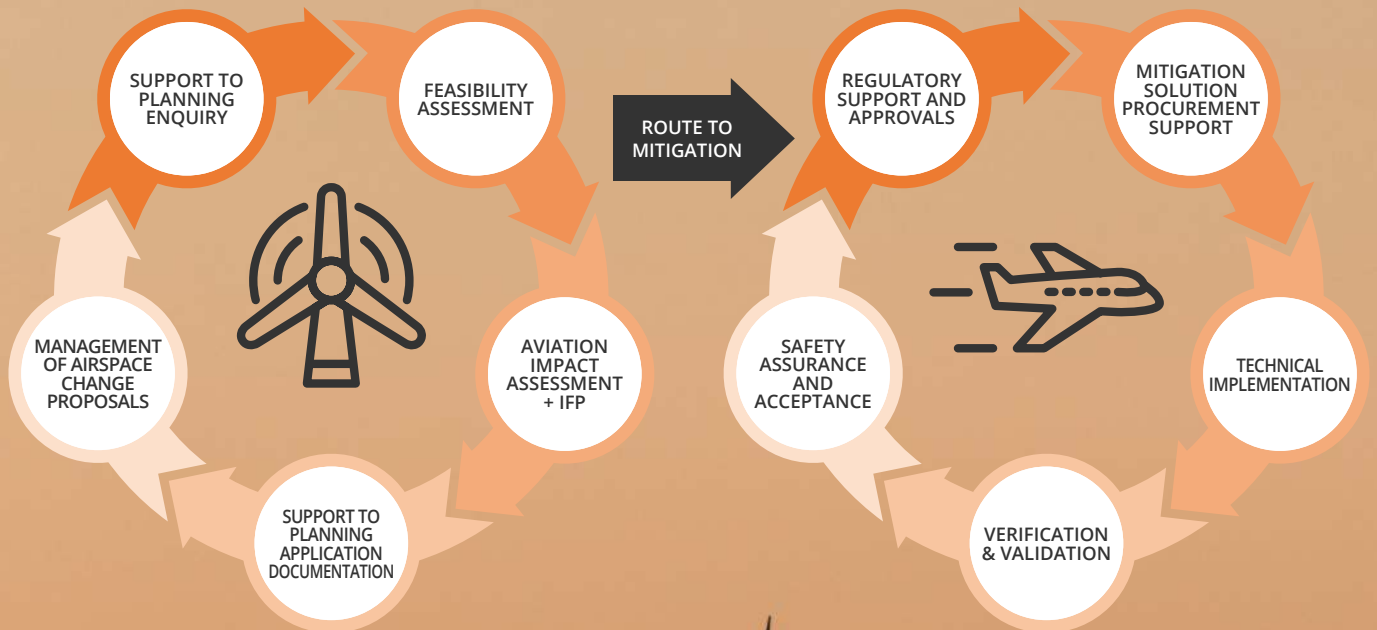 SUPPORT TO
PLANNING
ENQUIRY
FEASIBILITY
ASSESSMENT
AVIATION
IMPACT
ASSESSMENT
+ IFP
SUPPORT TO
PLANNING
APPLICATION
DOCUMENTATION
MANAGEMENT
OF AIRSPACE
CHANGE
PROPOSALS
ROUTE TO
MITIGATION
REGULATORY
SUPPORT AND
APPROVALS
MITIGATION
SOLUTION
PROCUREMENT
SUPPORT
TECHNICAL
IMPLEMENTATION
VERIFICATION
& VALIDATION
SAFETY
ASSURANCE
AND
ACCEPTANCE